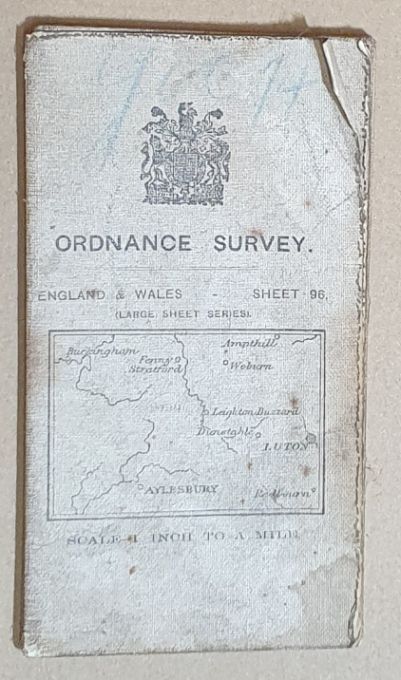 ORDNANCE SURVEY.
ENGLAND & WALES - SHEET 96.
(LARGE SHEET SERIES).
Ampthill
Buckingham
Fenny
Stratford
Woburn
Leighton Buzzard
Dunstable
LUTON
AYLESBURY
Redbourn
SCALE 1 INCH TO A MILE